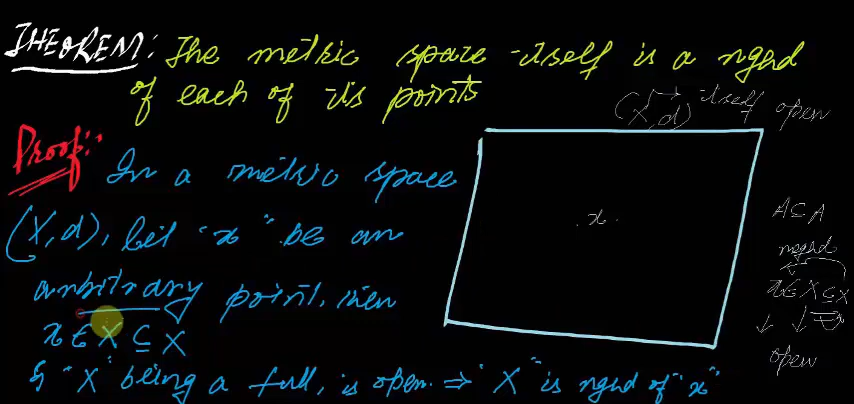 THEOREM: The metric space itself is a nghd
of each of its points
(X, d) itself open
Proof:-
In a metric space
(X, d), let "x" be an
arbitrary point, then
x ∈ X ⊆ X
& "X" being a full, is open. ⇒ "X" is nghd of "x"
x
A ⊆ A
nghd
x ∈ X ⊆ X
↓ ↓
open